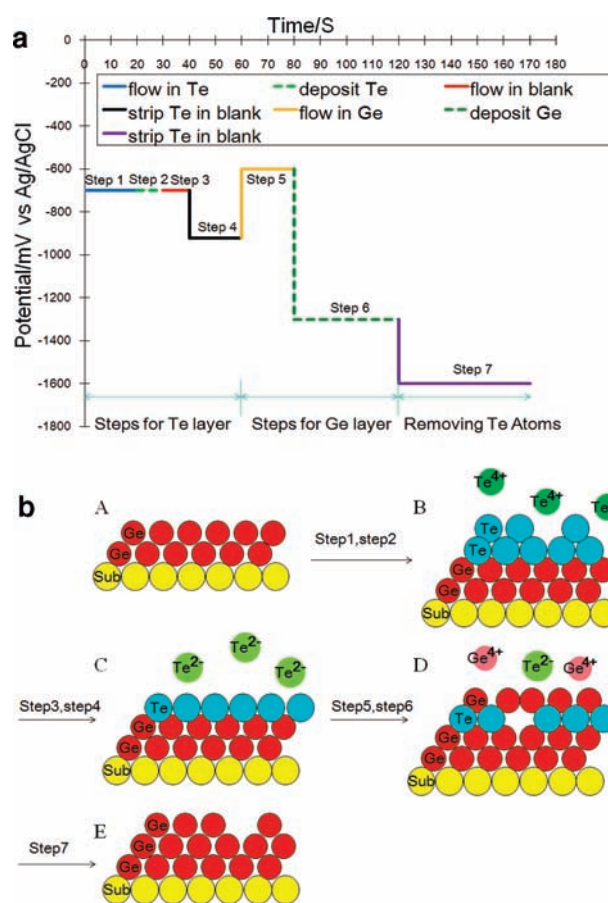 a
Time/S
0 10 20 30 40 50 60 70 80 90 100 110 120 130 140 150 160 170 180
0
-200
flow in Te deposit Te flow in blank
strip Te in blank flow in Ge deposit Ge
strip Te in blank
-400
-600
-800
-1000
-1200
-1400
-1600
-1800
Potential/mV vs Ag/AgCl
Step 1 Step 2 Step 3 Step 5
Step 4
Step 6
Step 7
Steps for Te layer Steps for Ge layer Removing Te Atoms
b
A
Ge
Ge
Sub
Step1,step2
B
Te4+ Te4+
Te
Te
Ge
Ge
Sub
Step3,step4
C
Te2- Te2- Te2-
Te
Ge
Ge
Sub
Step5,step6
D
Ge4+ Te2- Ge4+
Ge
Te
Ge
Ge
Sub
Step7
E
Ge
Ge
Ge
Sub